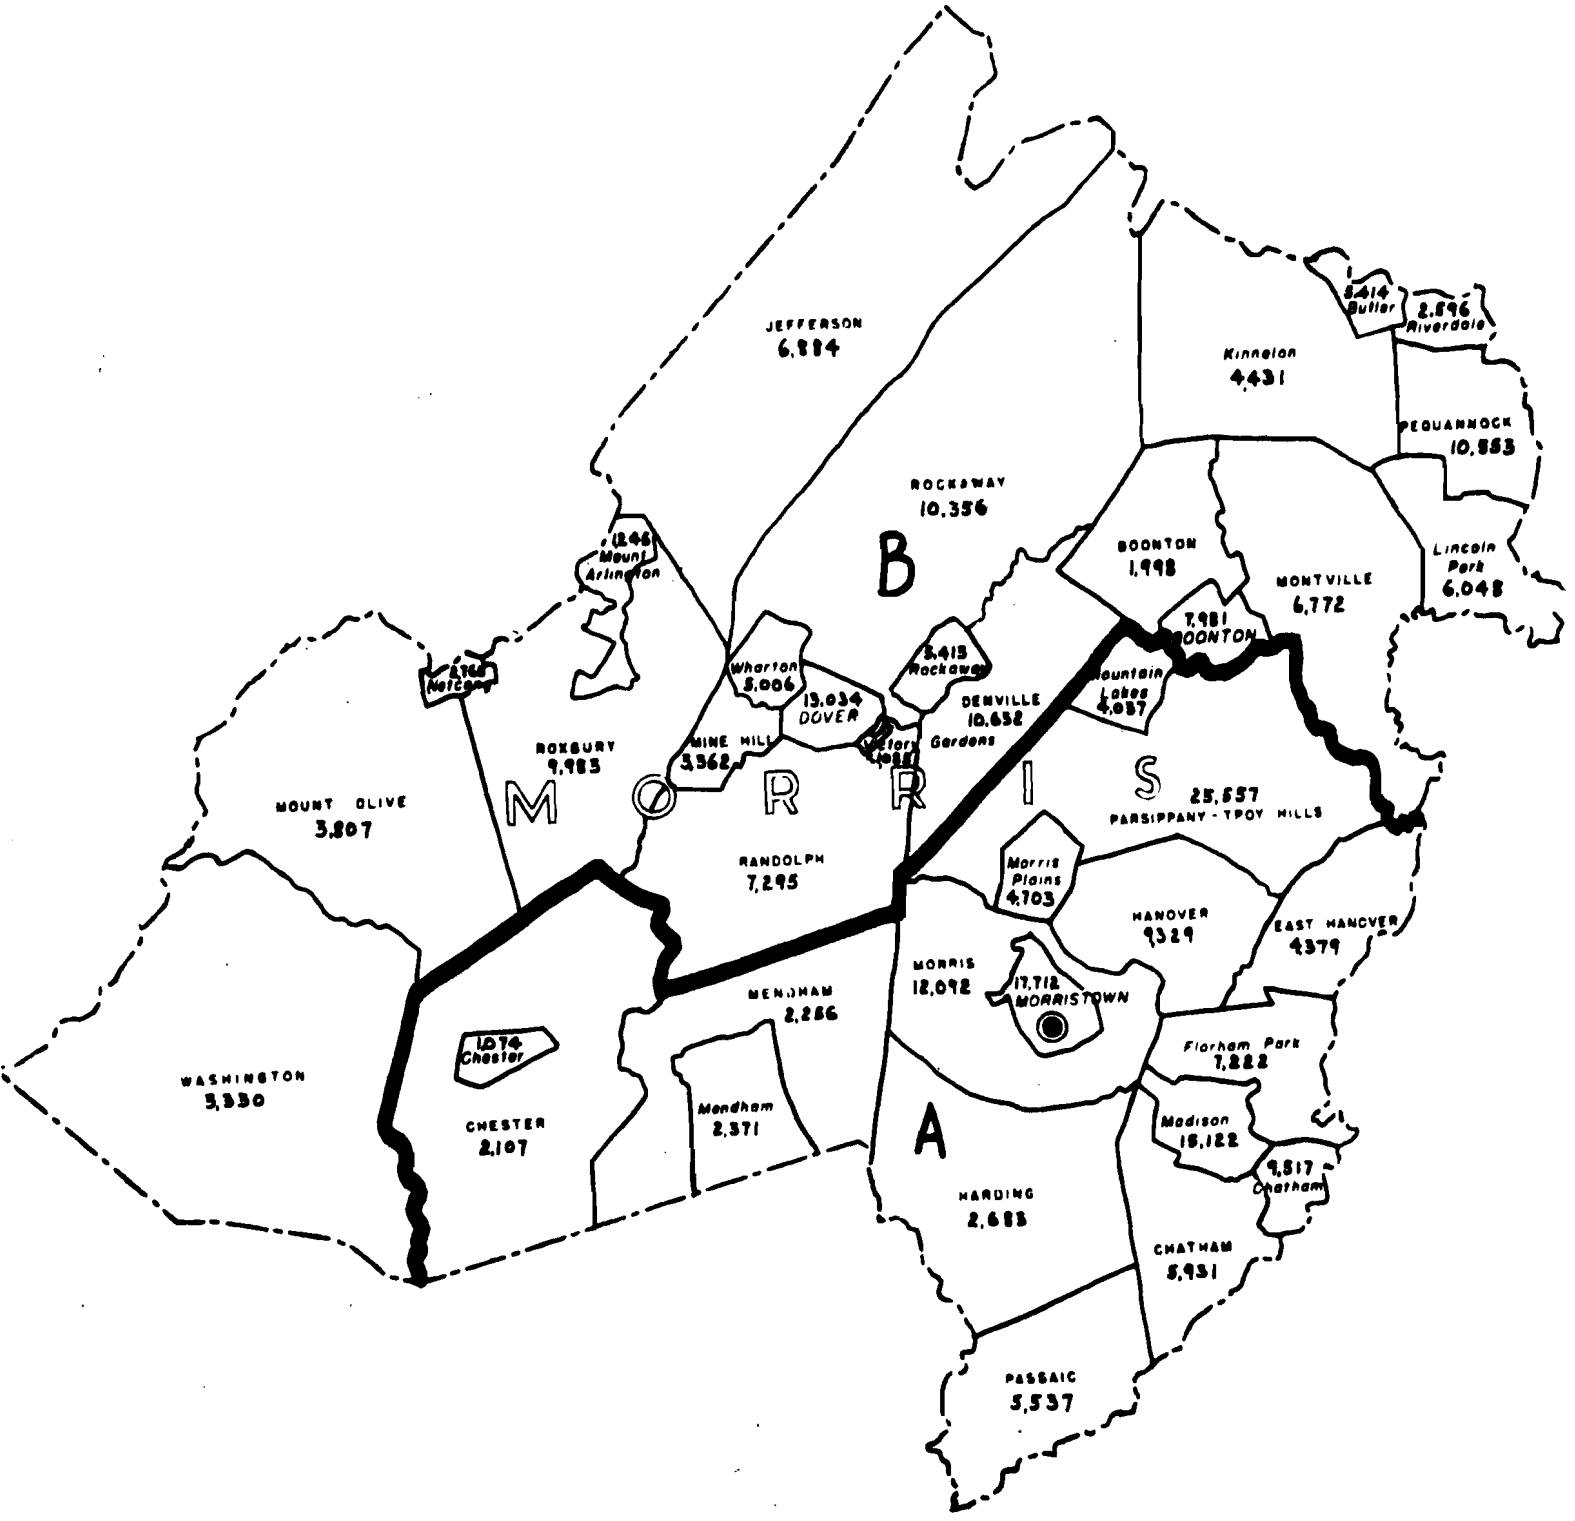 JEFFERSON
6,884
5,414
Butler
2,596
Riverdale
Kinnelon
4,431
PEQUANNOCK
10,553
ROCKAWAY
10,356
B
BOONTON
1,998
Lincoln
Park
6,048
MONTVILLE
6,772
1,246
Mount
Arlington
7,981
BOONTON
Netcong
Wharton
5,006
5,413
Rockaway
Mountain
Lakes
4,037
13,034
DOVER
DENVILLE
10,632
Victory Gardens
MINE HILL
3,362
ROXBURY
9,983
MOUNT OLIVE
3,807
M O R R I S
25,557
PARSIPPANY-TROY HILLS
RANDOLPH
7,295
Morris
Plains
4,703
HANOVER
9,329
EAST HANOVER
4,379
MORRIS
12,092
17,712
MORRISTOWN
MENDHAM
2,256
1,074
Chester
Florham Park
7,222
WASHINGTON
3,330
CHESTER
2,107
Mendham
2,371
A
Madison
15,122
9,517
Chatham
HARDING
2,683
CHATHAM
5,931
PASSAIC
5,537